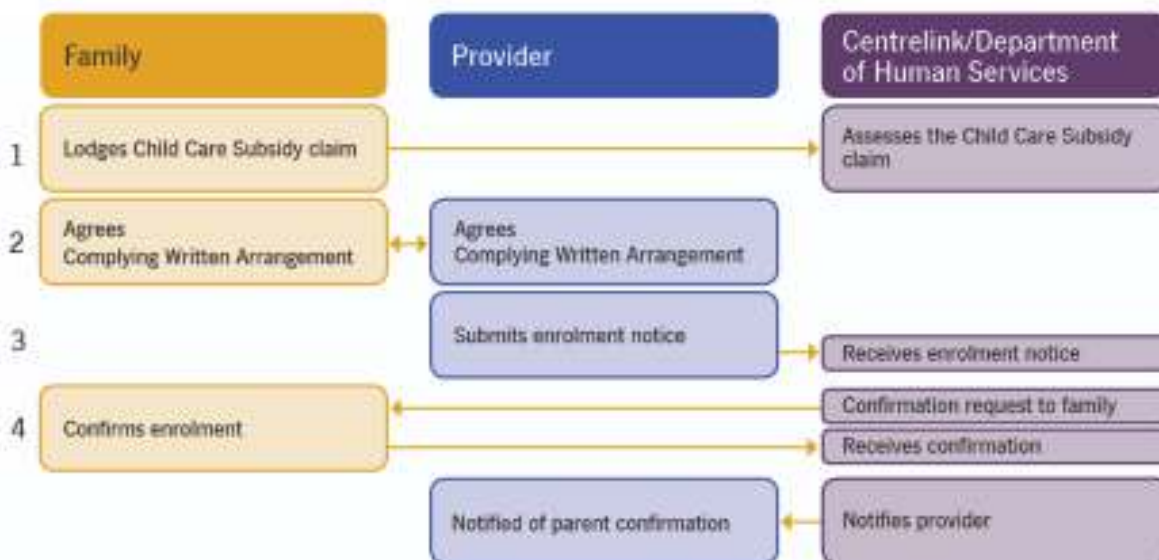 Family
Provider
Centrelink/Department
of Human Services
1
Lodges Child Care Subsidy claim
Assesses the Child Care Subsidy
claim
2
Agrees
Complying Written Arrangement
Agrees
Complying Written Arrangement
3
Submits enrolment notice
Receives enrolment notice
4
Confirms enrolment
Confirmation request to family
Receives confirmation
Notified of parent confirmation
Notifies provider